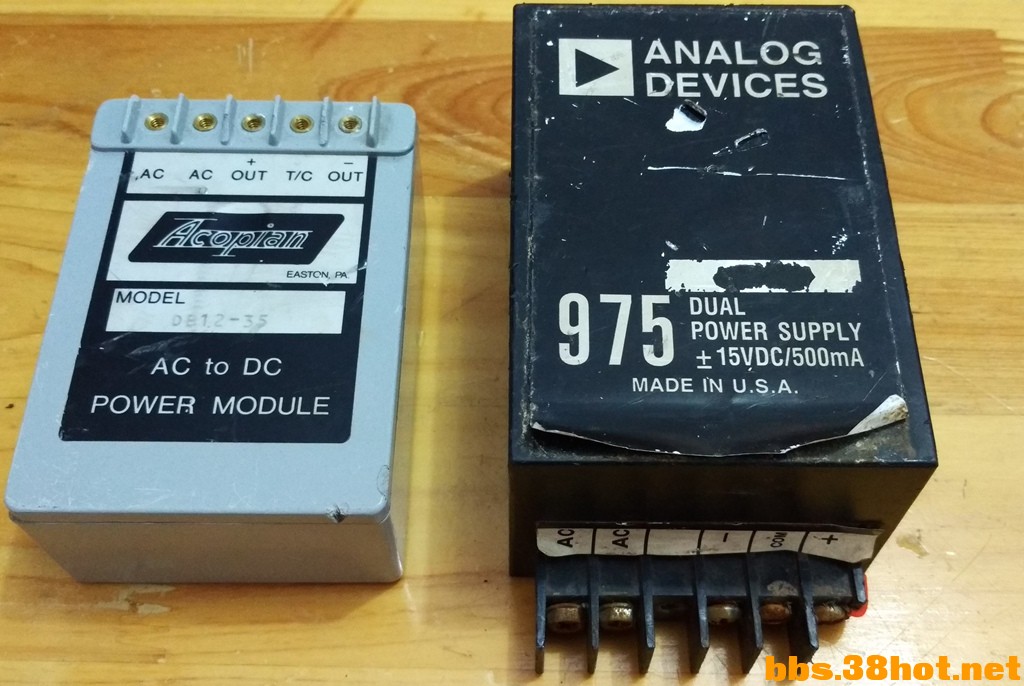 AC AC + OUT T/C − OUT
Acopian
EASTON, PA
MODEL
DB12-35
AC to DC
POWER MODULE
ANALOG
DEVICES
975
DUAL
POWER SUPPLY
±15VDC/500mA
MADE IN U.S.A.
AC AC − COM +
bbs.38hot.net